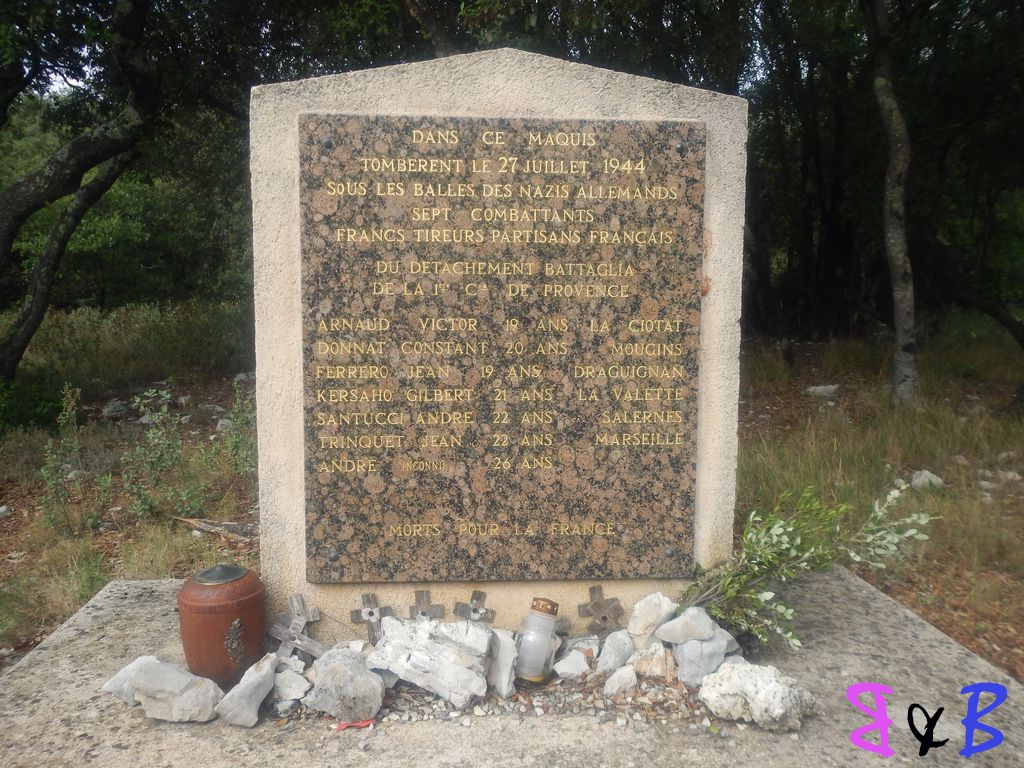 DANS CE MAQUIS
TOMBERENT LE 27 JUILLET 1944
SOUS LES BALLES DES NAZIS ALLEMANDS
SEPT COMBATTANTS
FRANCS TIREURS PARTISANS FRANÇAIS
DU DETACHEMENT BATTAGLIA
DE LA 1ère Cie DE PROVENCE
ARNAUD VICTOR 19 ANS LA CIOTAT
DONNAT CONSTANT 20 ANS MOUGINS
FERRERO JEAN 19 ANS DRAGUIGNAN
KERSAHO GILBERT 21 ANS LA VALETTE
SANTUCCI ANDRE 22 ANS SALERNES
TRINQUET JEAN 22 ANS MARSEILLE
ANDRE INCONNU 26 ANS
MORTS POUR LA FRANCE
B & B